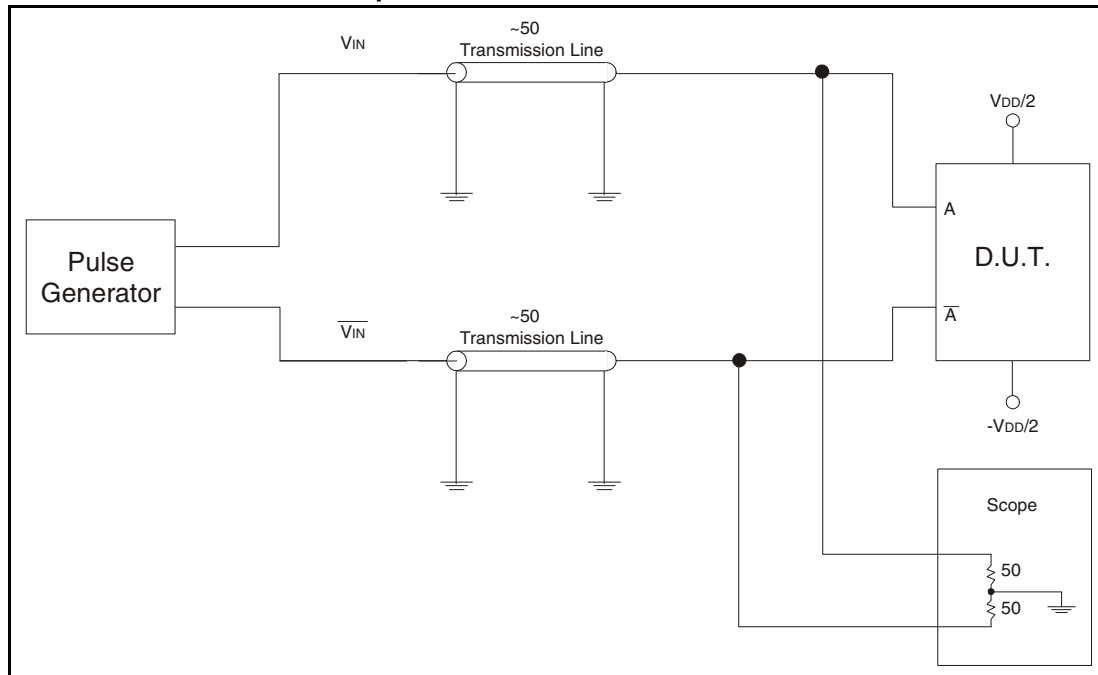 VIN
~50
Transmission Line
VDD/2
A
D.U.T.
Pulse
Generator
VIN
~50
Transmission Line
A
-VDD/2
Scope
50
50